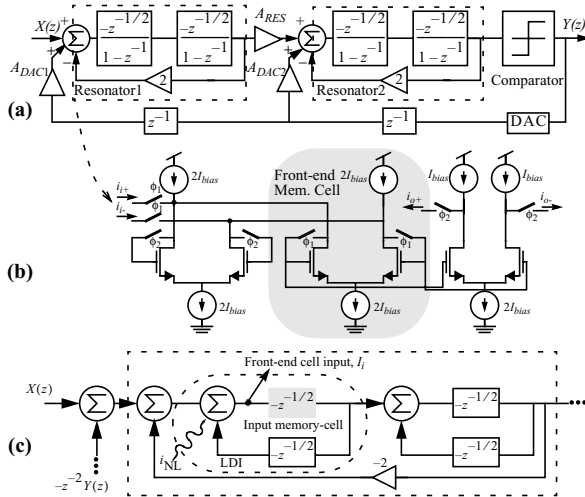 X(z) + Σ −z^{−1/2} / 1−z^{−1} −z^{−1/2} / 1−z^{−1} A_{RES} + Σ −z^{−1/2} / 1−z^{−1} −z^{−1/2} / 1−z^{−1} Y(z)
A_{DAC1} + − 2 A_{DAC2} + − 2
Resonator1 Resonator2 Comparator
(a) z^{−1} z^{−1} DAC
2I_{bias} Front-end 2I_{bias} I_{bias} I_{bias}
Mem. Cell
i_{i+} ϕ_1 i_{o+} i_{o-}
i_{i-} ϕ_1 ϕ_2 ϕ_2
ϕ_2 ϕ_2 ϕ_1 ϕ_1
(b)
2I_{bias} 2I_{bias} 2I_{bias}
Front-end cell input, I_i
X(z) Σ Σ Σ −z^{−1/2} Σ −z^{−1/2}
Input memory-cell
(c) i_{NL} LDI −z^{−1/2} −z^{−1/2}
−z^{−2}Y(z) −2